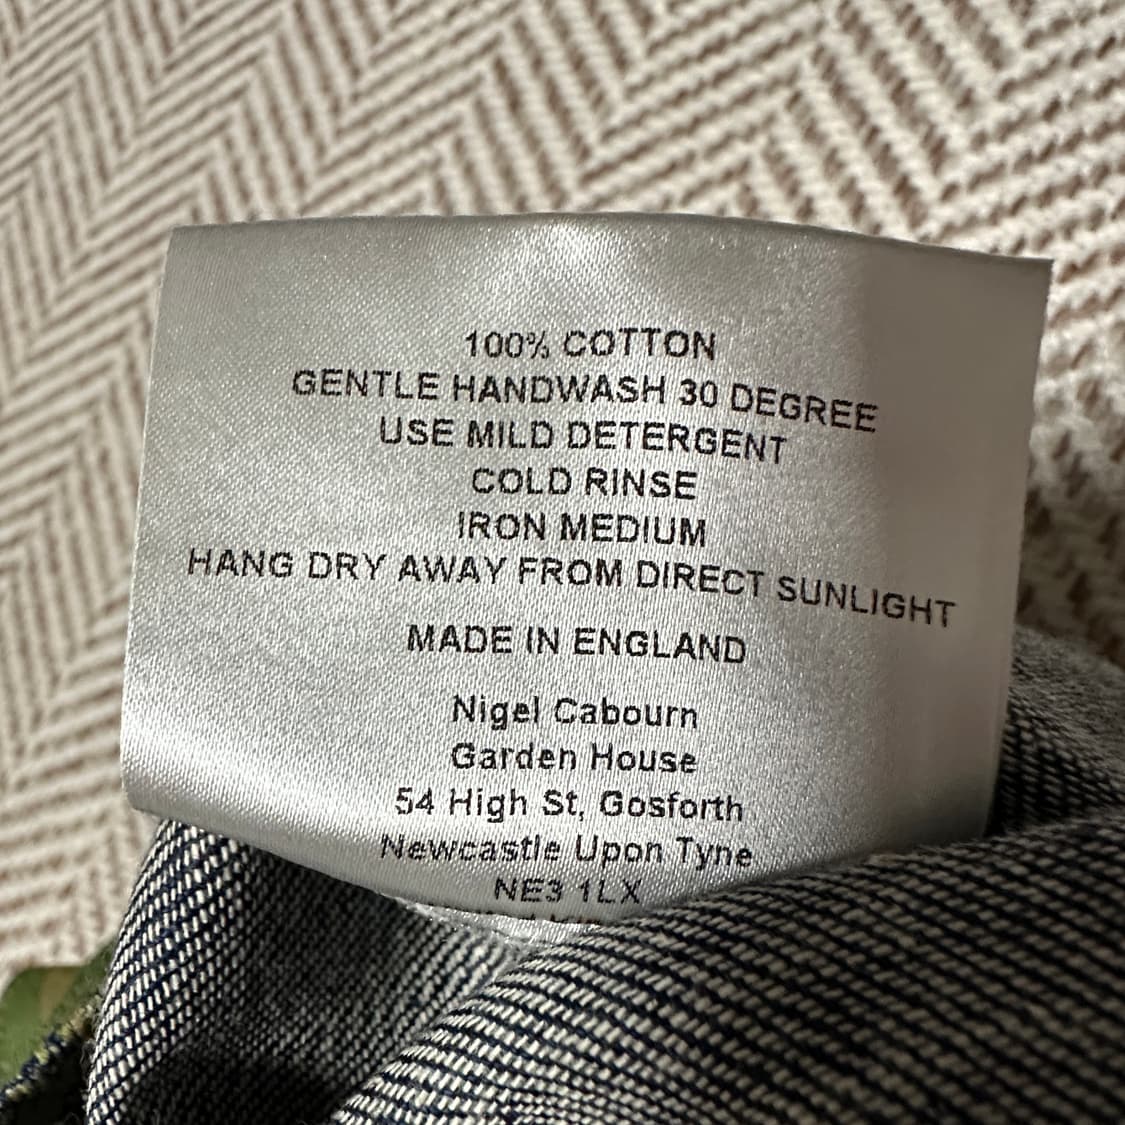 100% COTTON
GENTLE HANDWASH 30 DEGREE
USE MILD DETERGENT
COLD RINSE
IRON MEDIUM
HANG DRY AWAY FROM DIRECT SUNLIGHT
MADE IN ENGLAND
Nigel Cabourn
Garden House
54 High St, Gosforth
Newcastle Upon Tyne
NE3 1LX